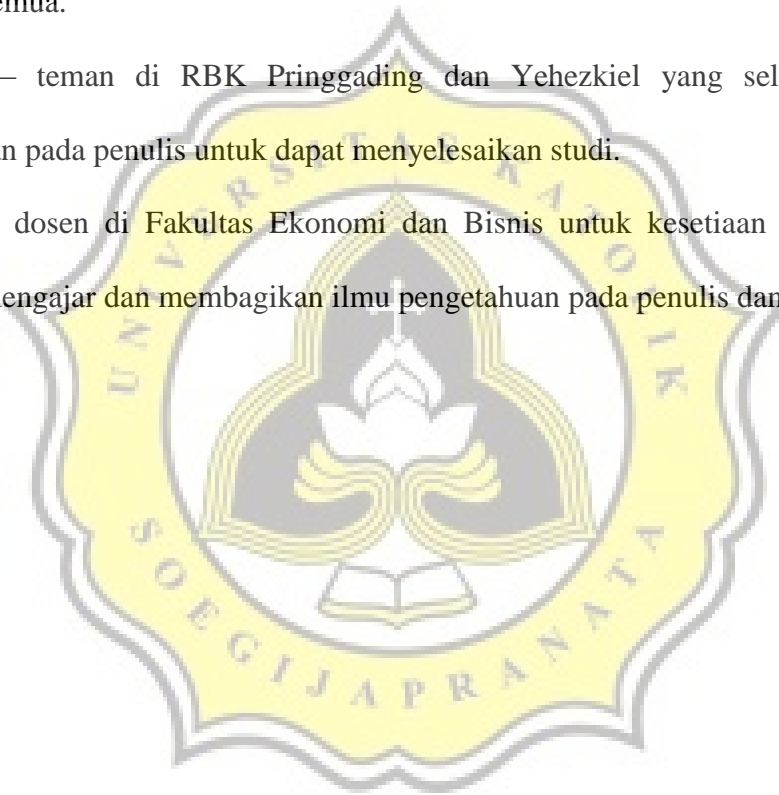 emua.
– teman di RBK Pringgading dan Yehezkiel yang sel
n pada penulis untuk dapat menyelesaikan studi.
dosen di Fakultas Ekonomi dan Bisnis untuk kesetiaan
engajar dan membagikan ilmu pengetahuan pada penulis dan
UNIVERSITAS KATOLIK
SOEGIJAPRANATA